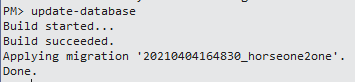 PM> update-database
Build started...
Build succeeded.
Applying migration '20210404164830_horseone2one'.
Done.